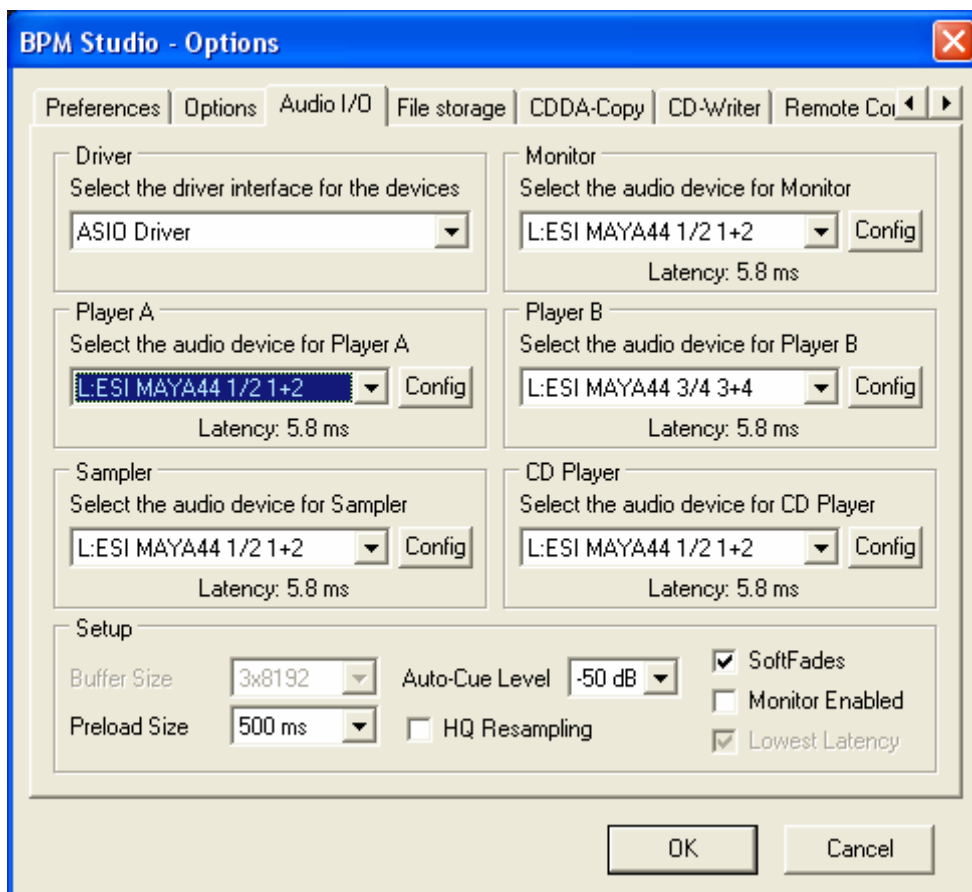 BPM Studio - Options
Preferences Options Audio I/O File storage CDDA-Copy CD-Writer Remote Co
Driver
Select the driver interface for the devices
ASIO Driver
Monitor
Select the audio device for Monitor
L:ESI MAYA44 1/2 1+2 Config
Latency: 5.8 ms
Player A
Select the audio device for Player A
L:ESI MAYA44 1/2 1+2 Config
Latency: 5.8 ms
Player B
Select the audio device for Player B
L:ESI MAYA44 3/4 3+4 Config
Latency: 5.8 ms
Sampler
Select the audio device for Sampler
L:ESI MAYA44 1/2 1+2 Config
Latency: 5.8 ms
CD Player
Select the audio device for CD Player
L:ESI MAYA44 1/2 1+2 Config
Latency: 5.8 ms
Setup
Buffer Size 3x8192
Preload Size 500 ms
Auto-Cue Level -50 dB
HQ Resampling
SoftFades
Monitor Enabled
Lowest Latency
OK Cancel